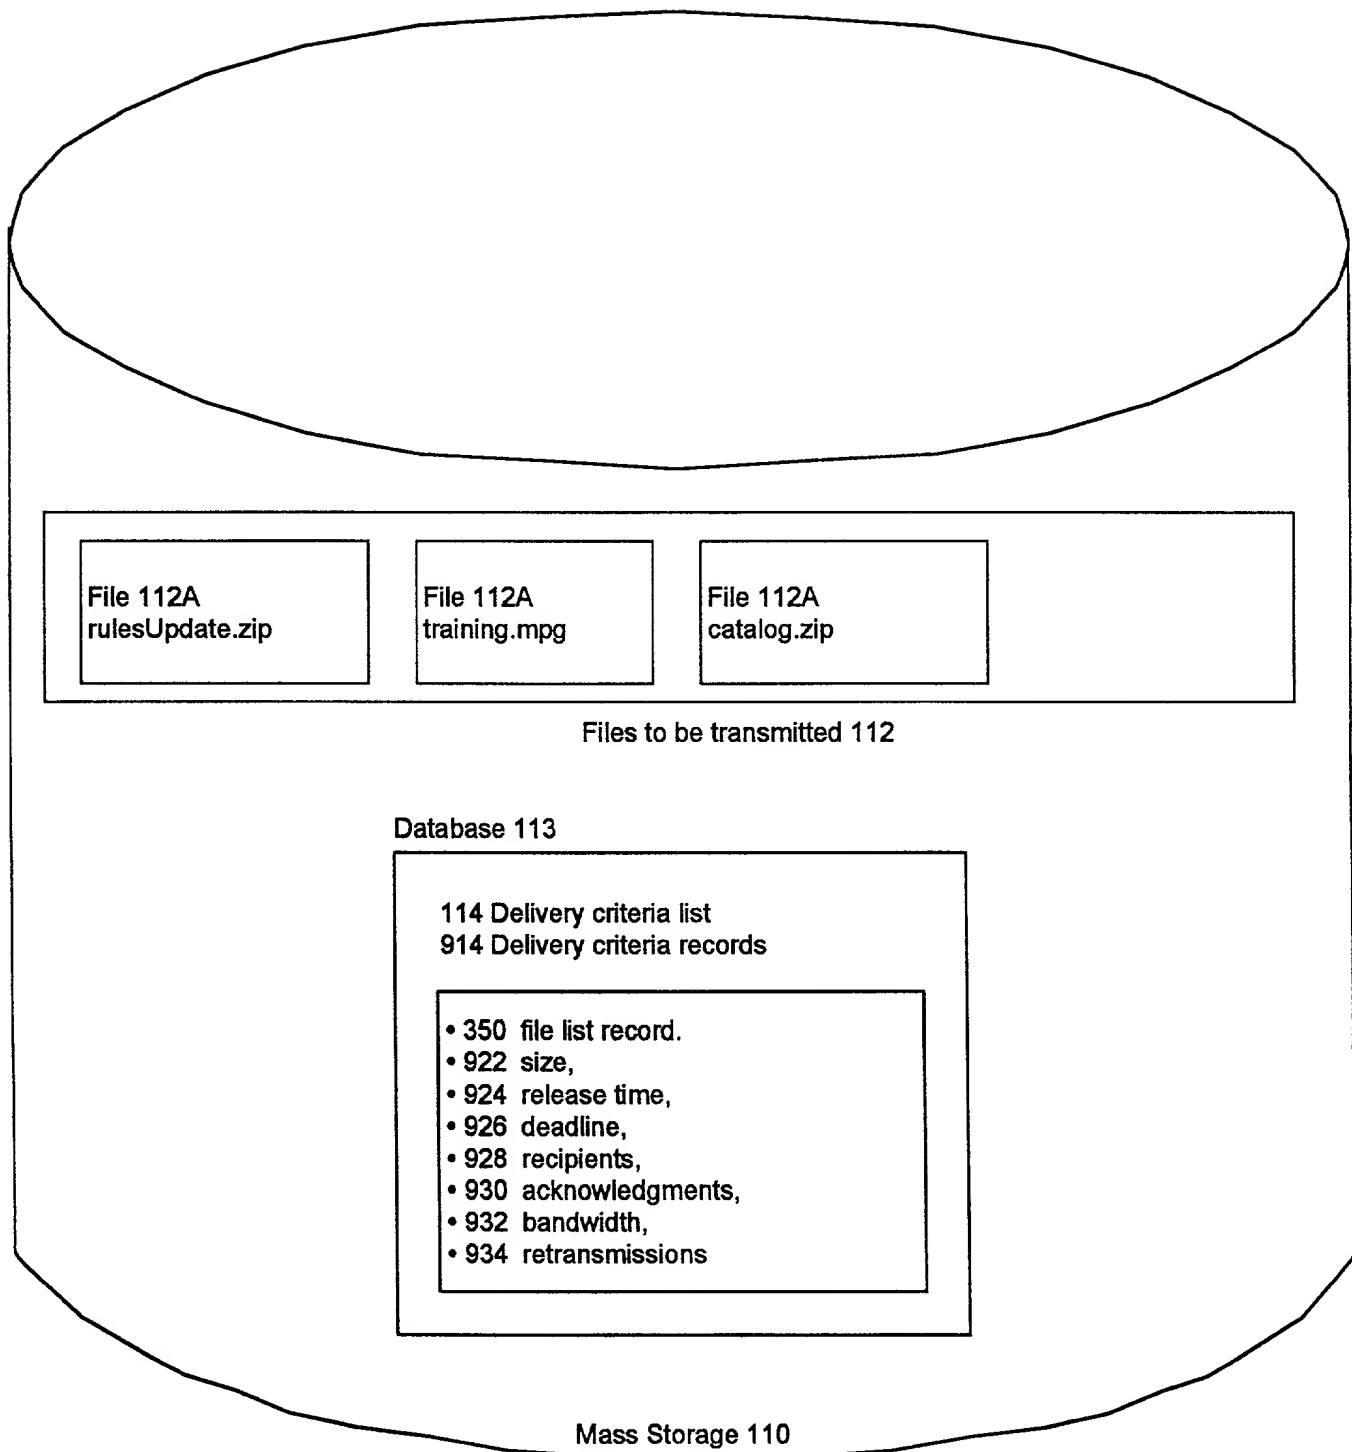 File 112A
rulesUpdate.zip
File 112A
training.mpg
File 112A
catalog.zip
Files to be transmitted 112
Database 113
114 Delivery criteria list
914 Delivery criteria records
• 350 file list record.
• 922 size,
• 924 release time,
• 926 deadline,
• 928 recipients,
• 930 acknowledgments,
• 932 bandwidth,
• 934 retransmissions
Mass Storage 110